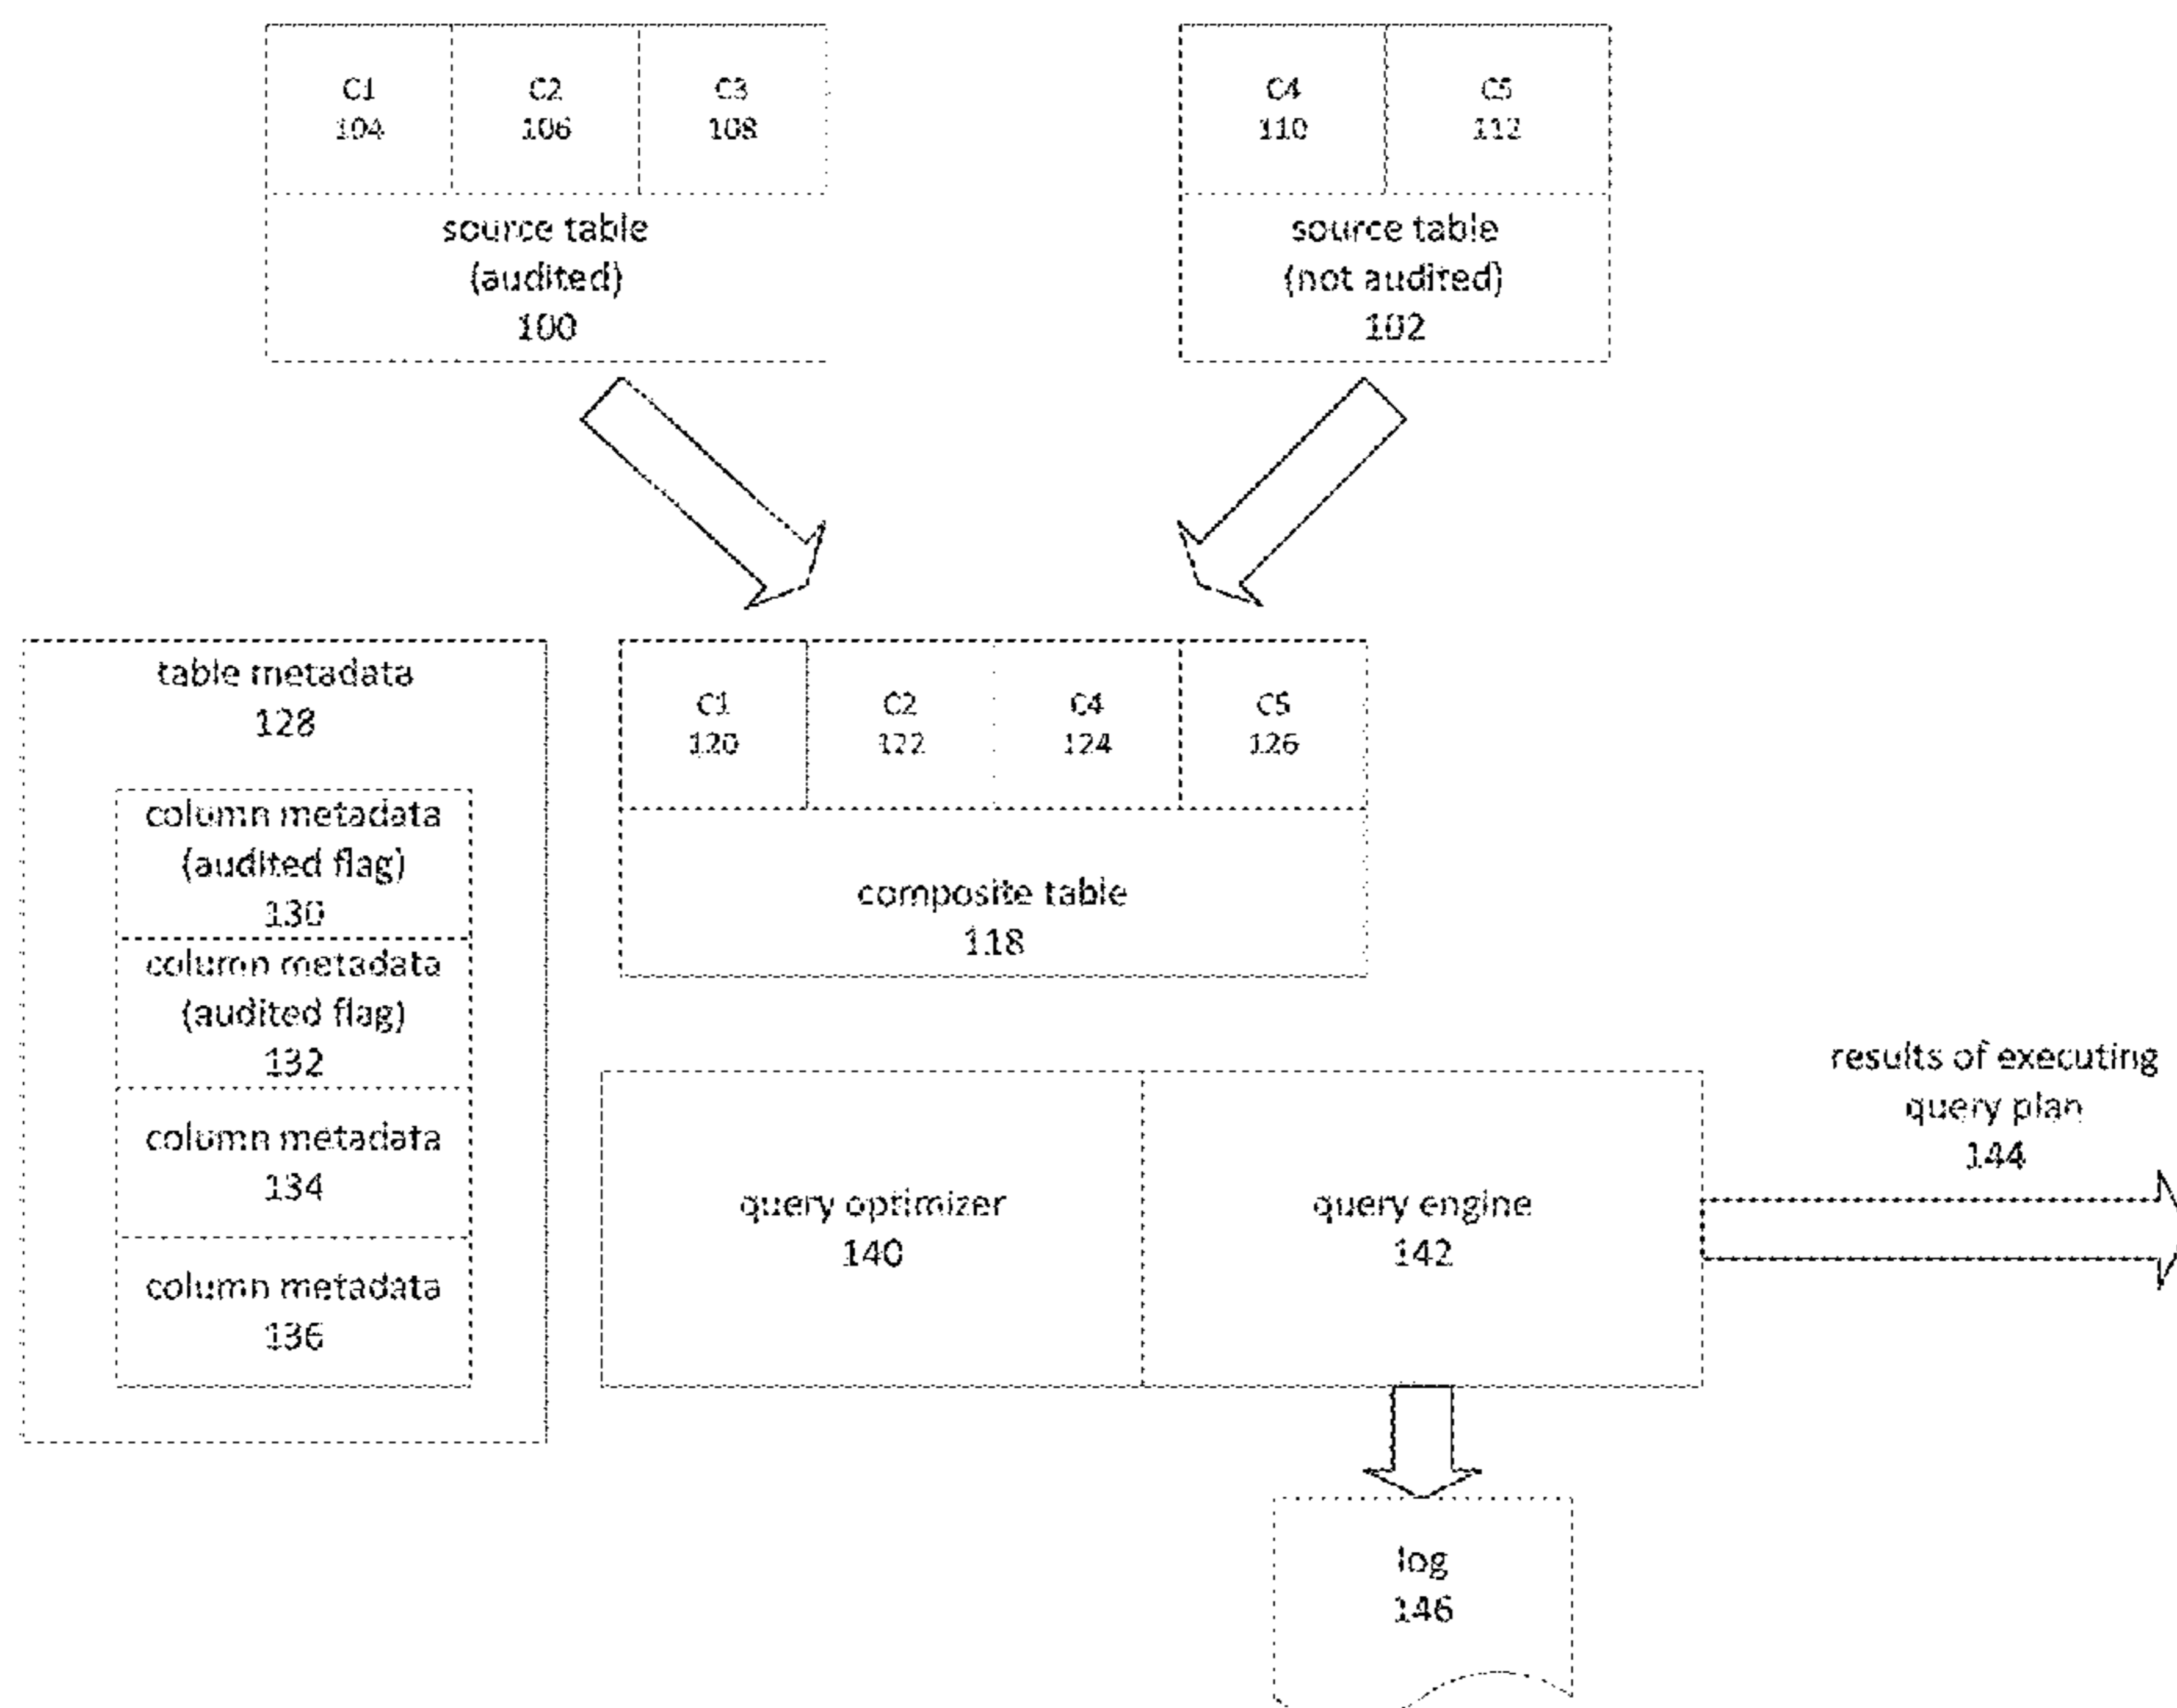 C1
104
C2
106
C3
108
source table
(audited)
100
C4
110
C5
112
source table
(not audited)
102
table metadata
128
column metadata
(audited flag)
130
column metadata
(audited flag)
132
column metadata
134
column metadata
136
C1
120
C2
122
C4
124
C5
126
composite table
118
query optimizer
140
query engine
142
results of executing
query plan
144
log
146